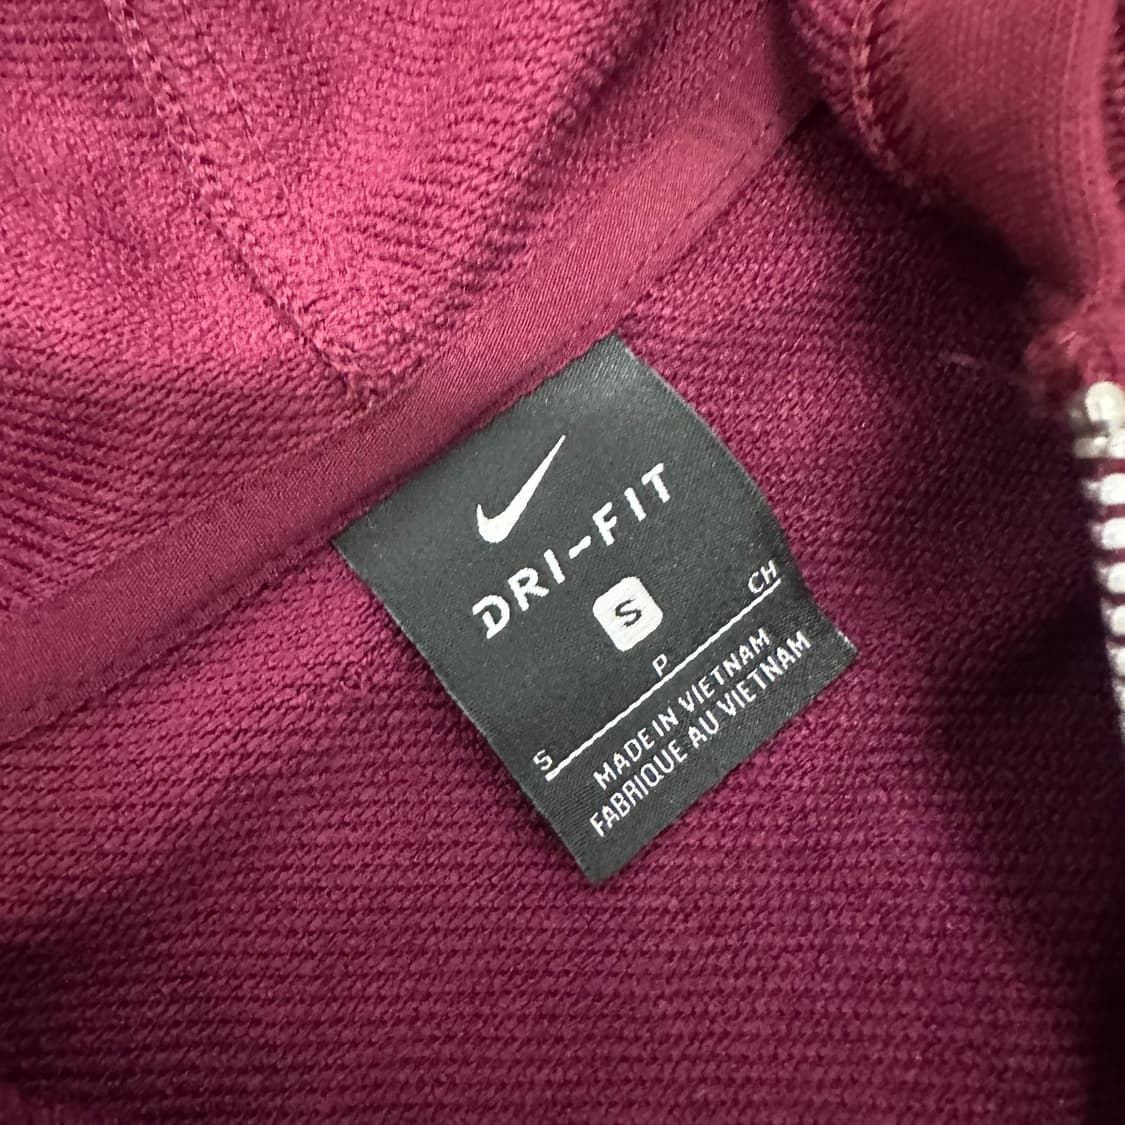 DRI-FIT
S
S P CH
MADE IN VIETNAM
FABRIQUE AU VIETNAM